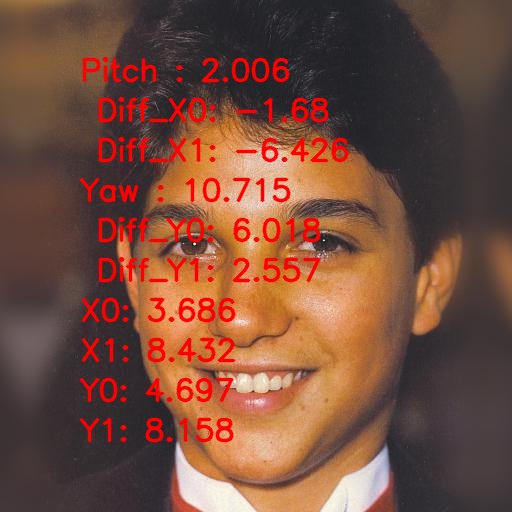 Pitch : 2.006
Diff_X0: -1.68
Diff_X1: -6.426
Yaw : 10.715
Diff_Y0: 6.018
Diff_Y1: 2.557
X0: 3.686
X1: 8.432
Y0: 4.697
Y1: 8.158